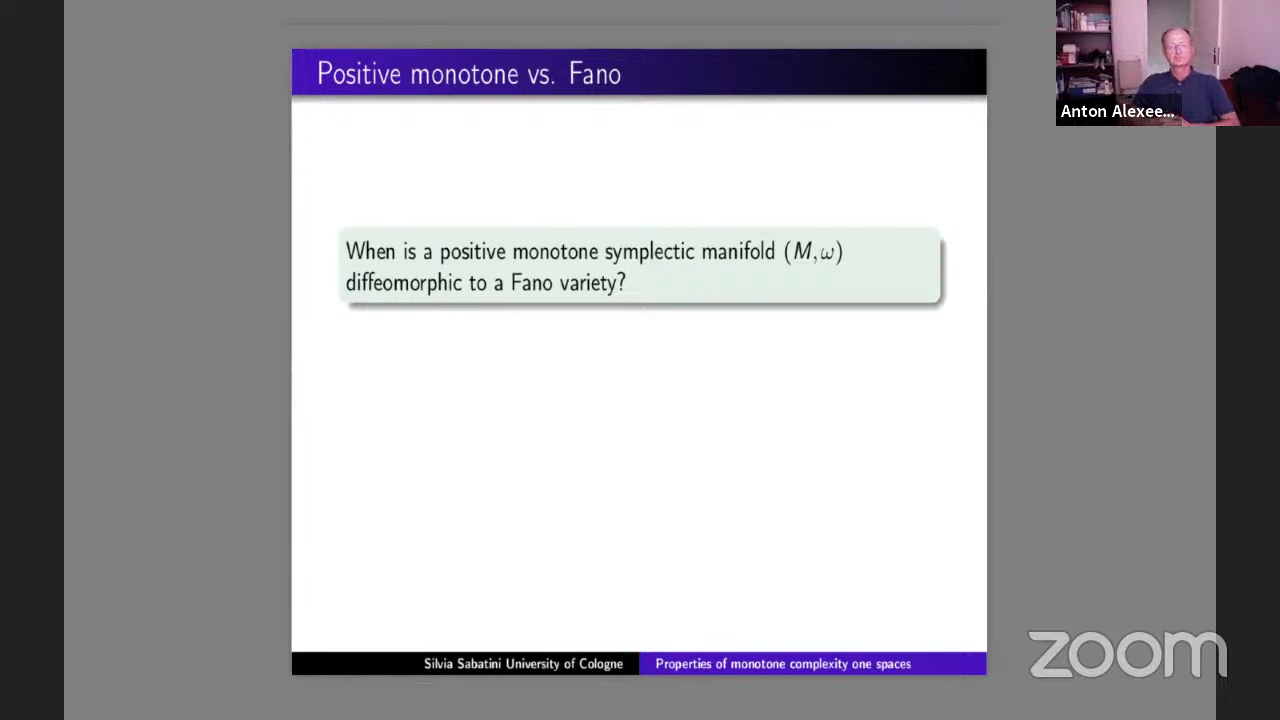 Positive monotone vs. Fano
Anton Alexee...
When is a positive monotone symplectic manifold (M, ω)
diffeomorphic to a Fano variety?
Silvia Sabatini University of Cologne
Properties of monotone complexity one spaces
zoom